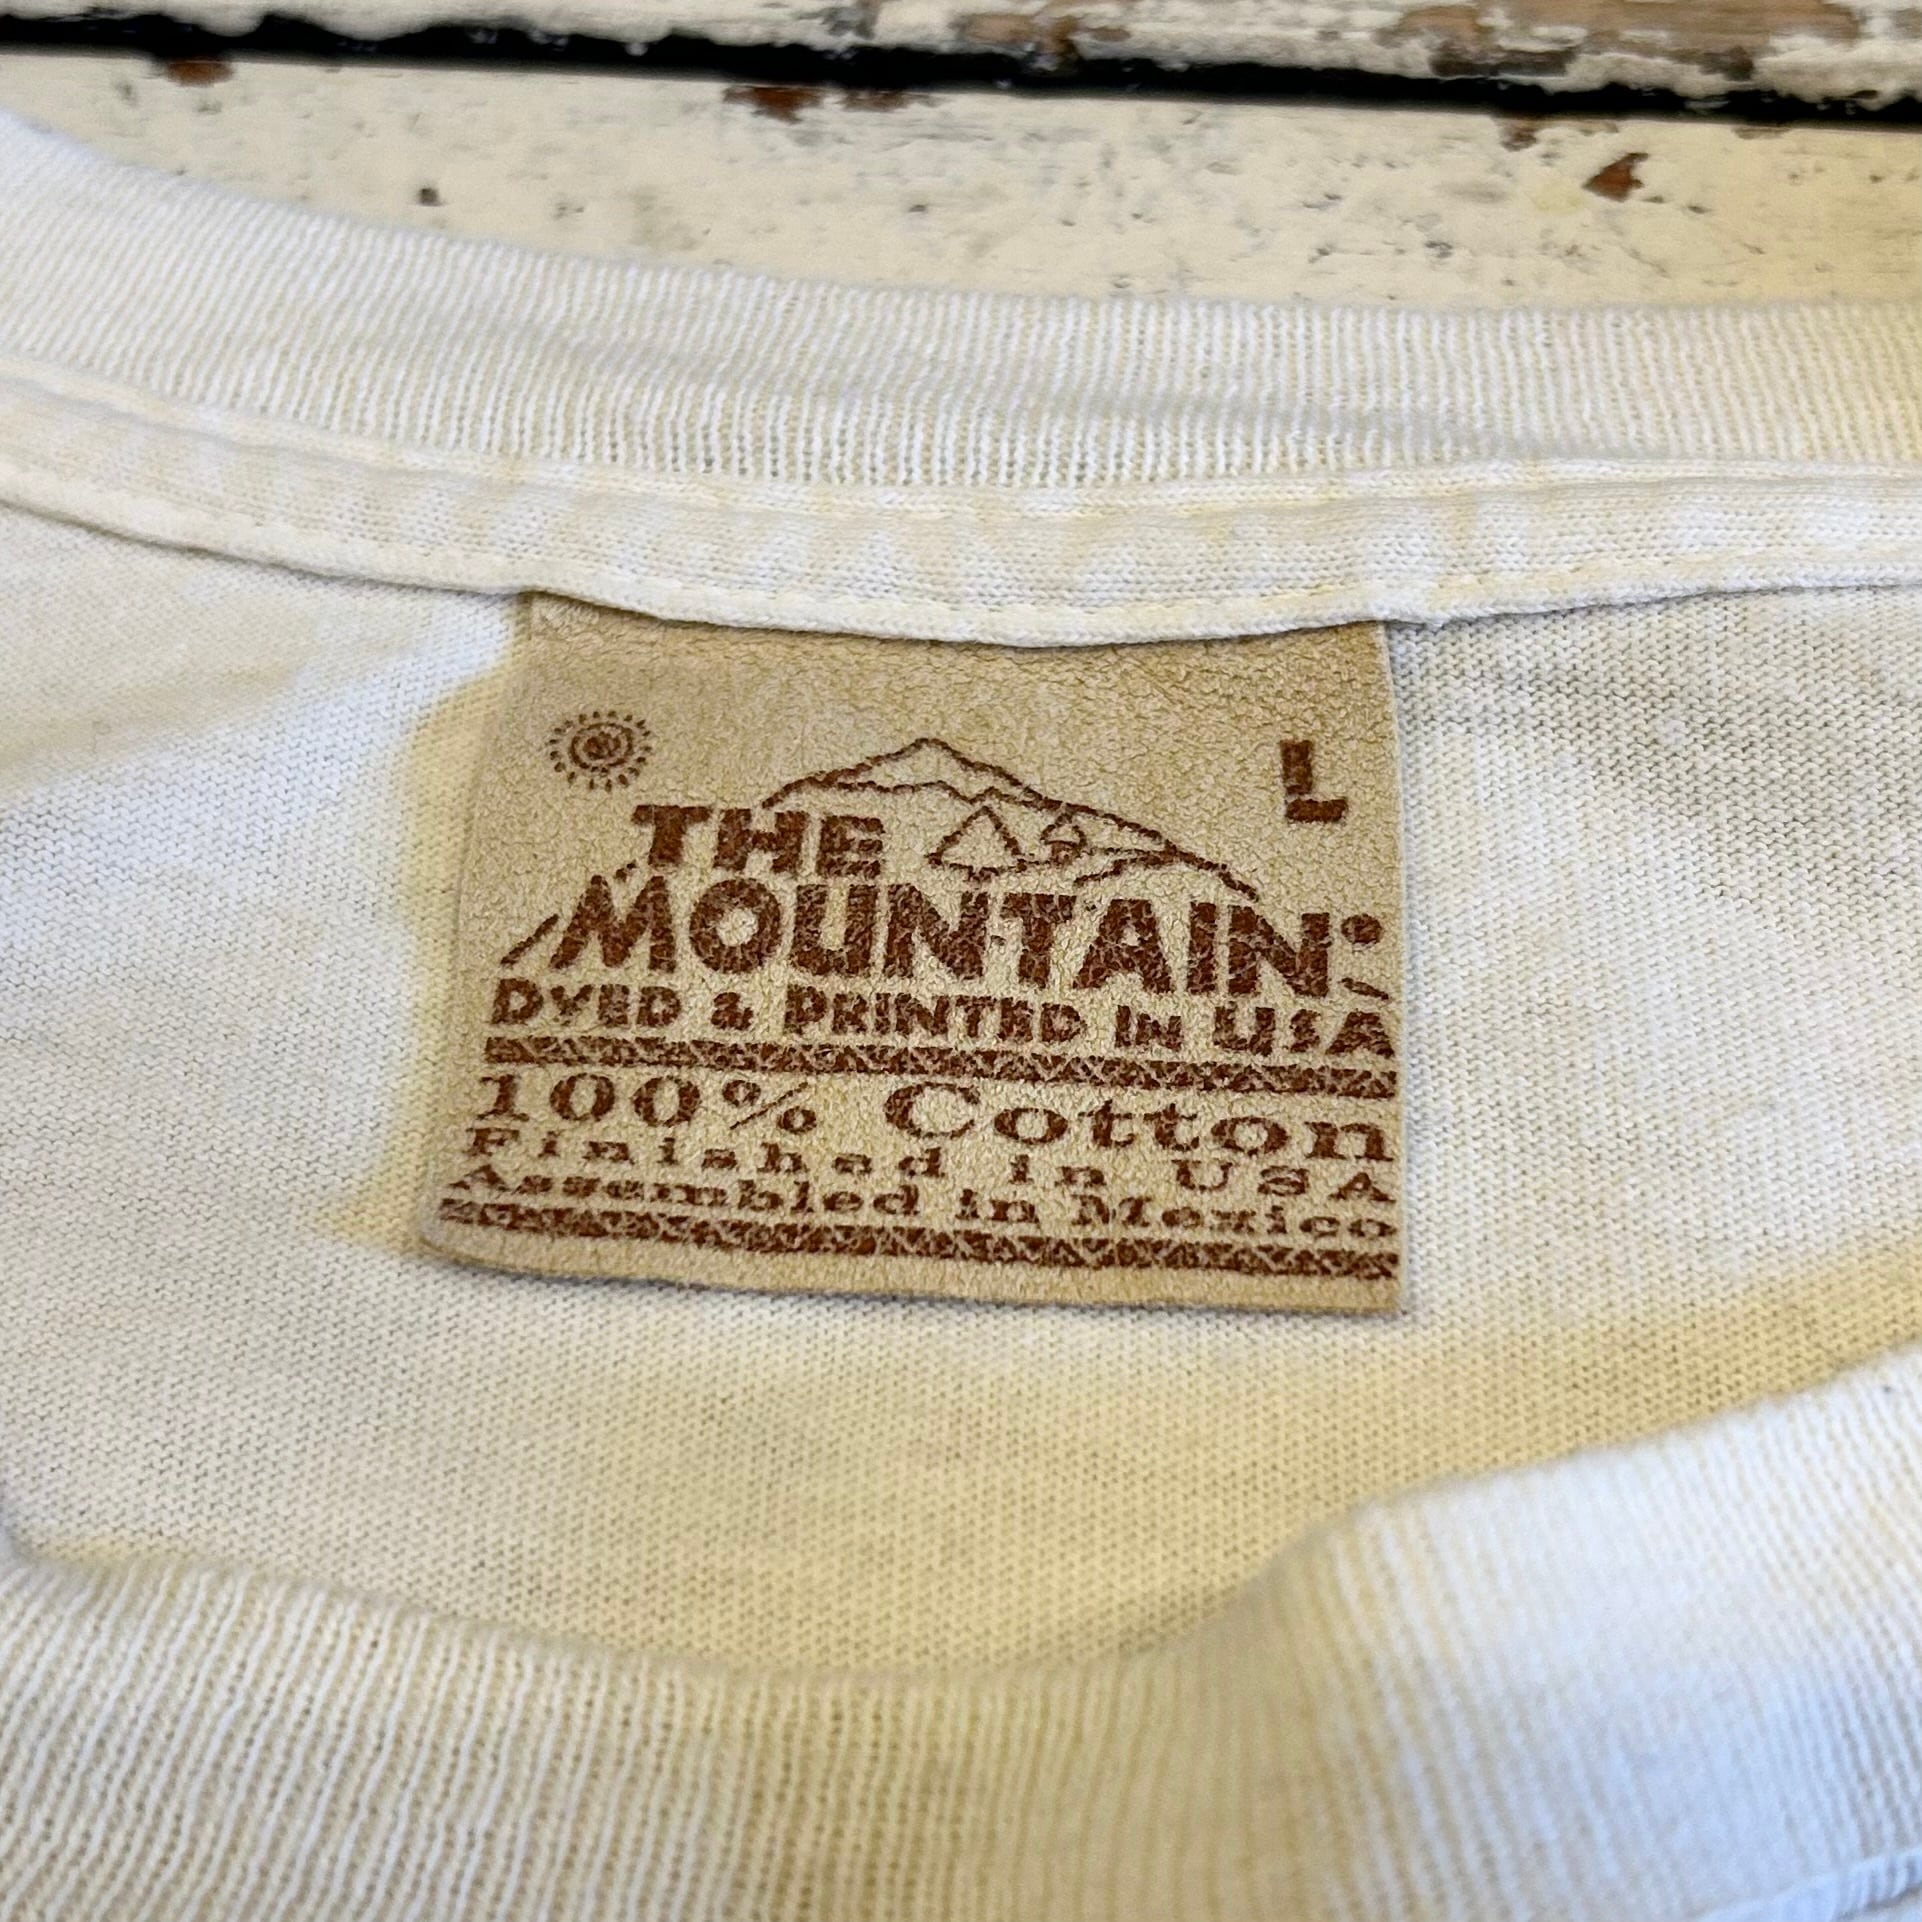 L
THE
MOUNTAIN
DYED & PRINTED IN USA
100% Cotton
Finished in USA
Assembled in Mexico